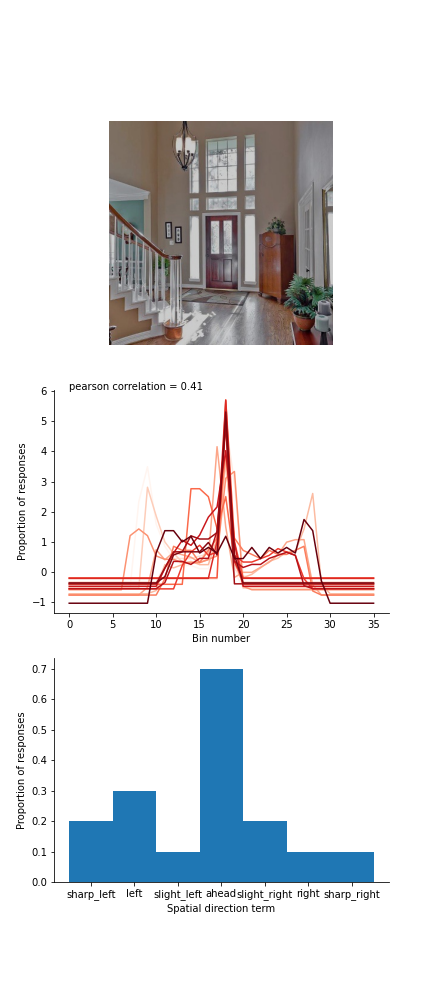 pearson correlation = 0.41
6
5
4
3
2
1
0
−1
Proportion of responses
0 5 10 15 20 25 30 35
Bin number
0.7
0.6
0.5
0.4
0.3
0.2
0.1
0.0
Proportion of responses
sharp_left left slight_left ahead slight_right right sharp_right
Spatial direction term